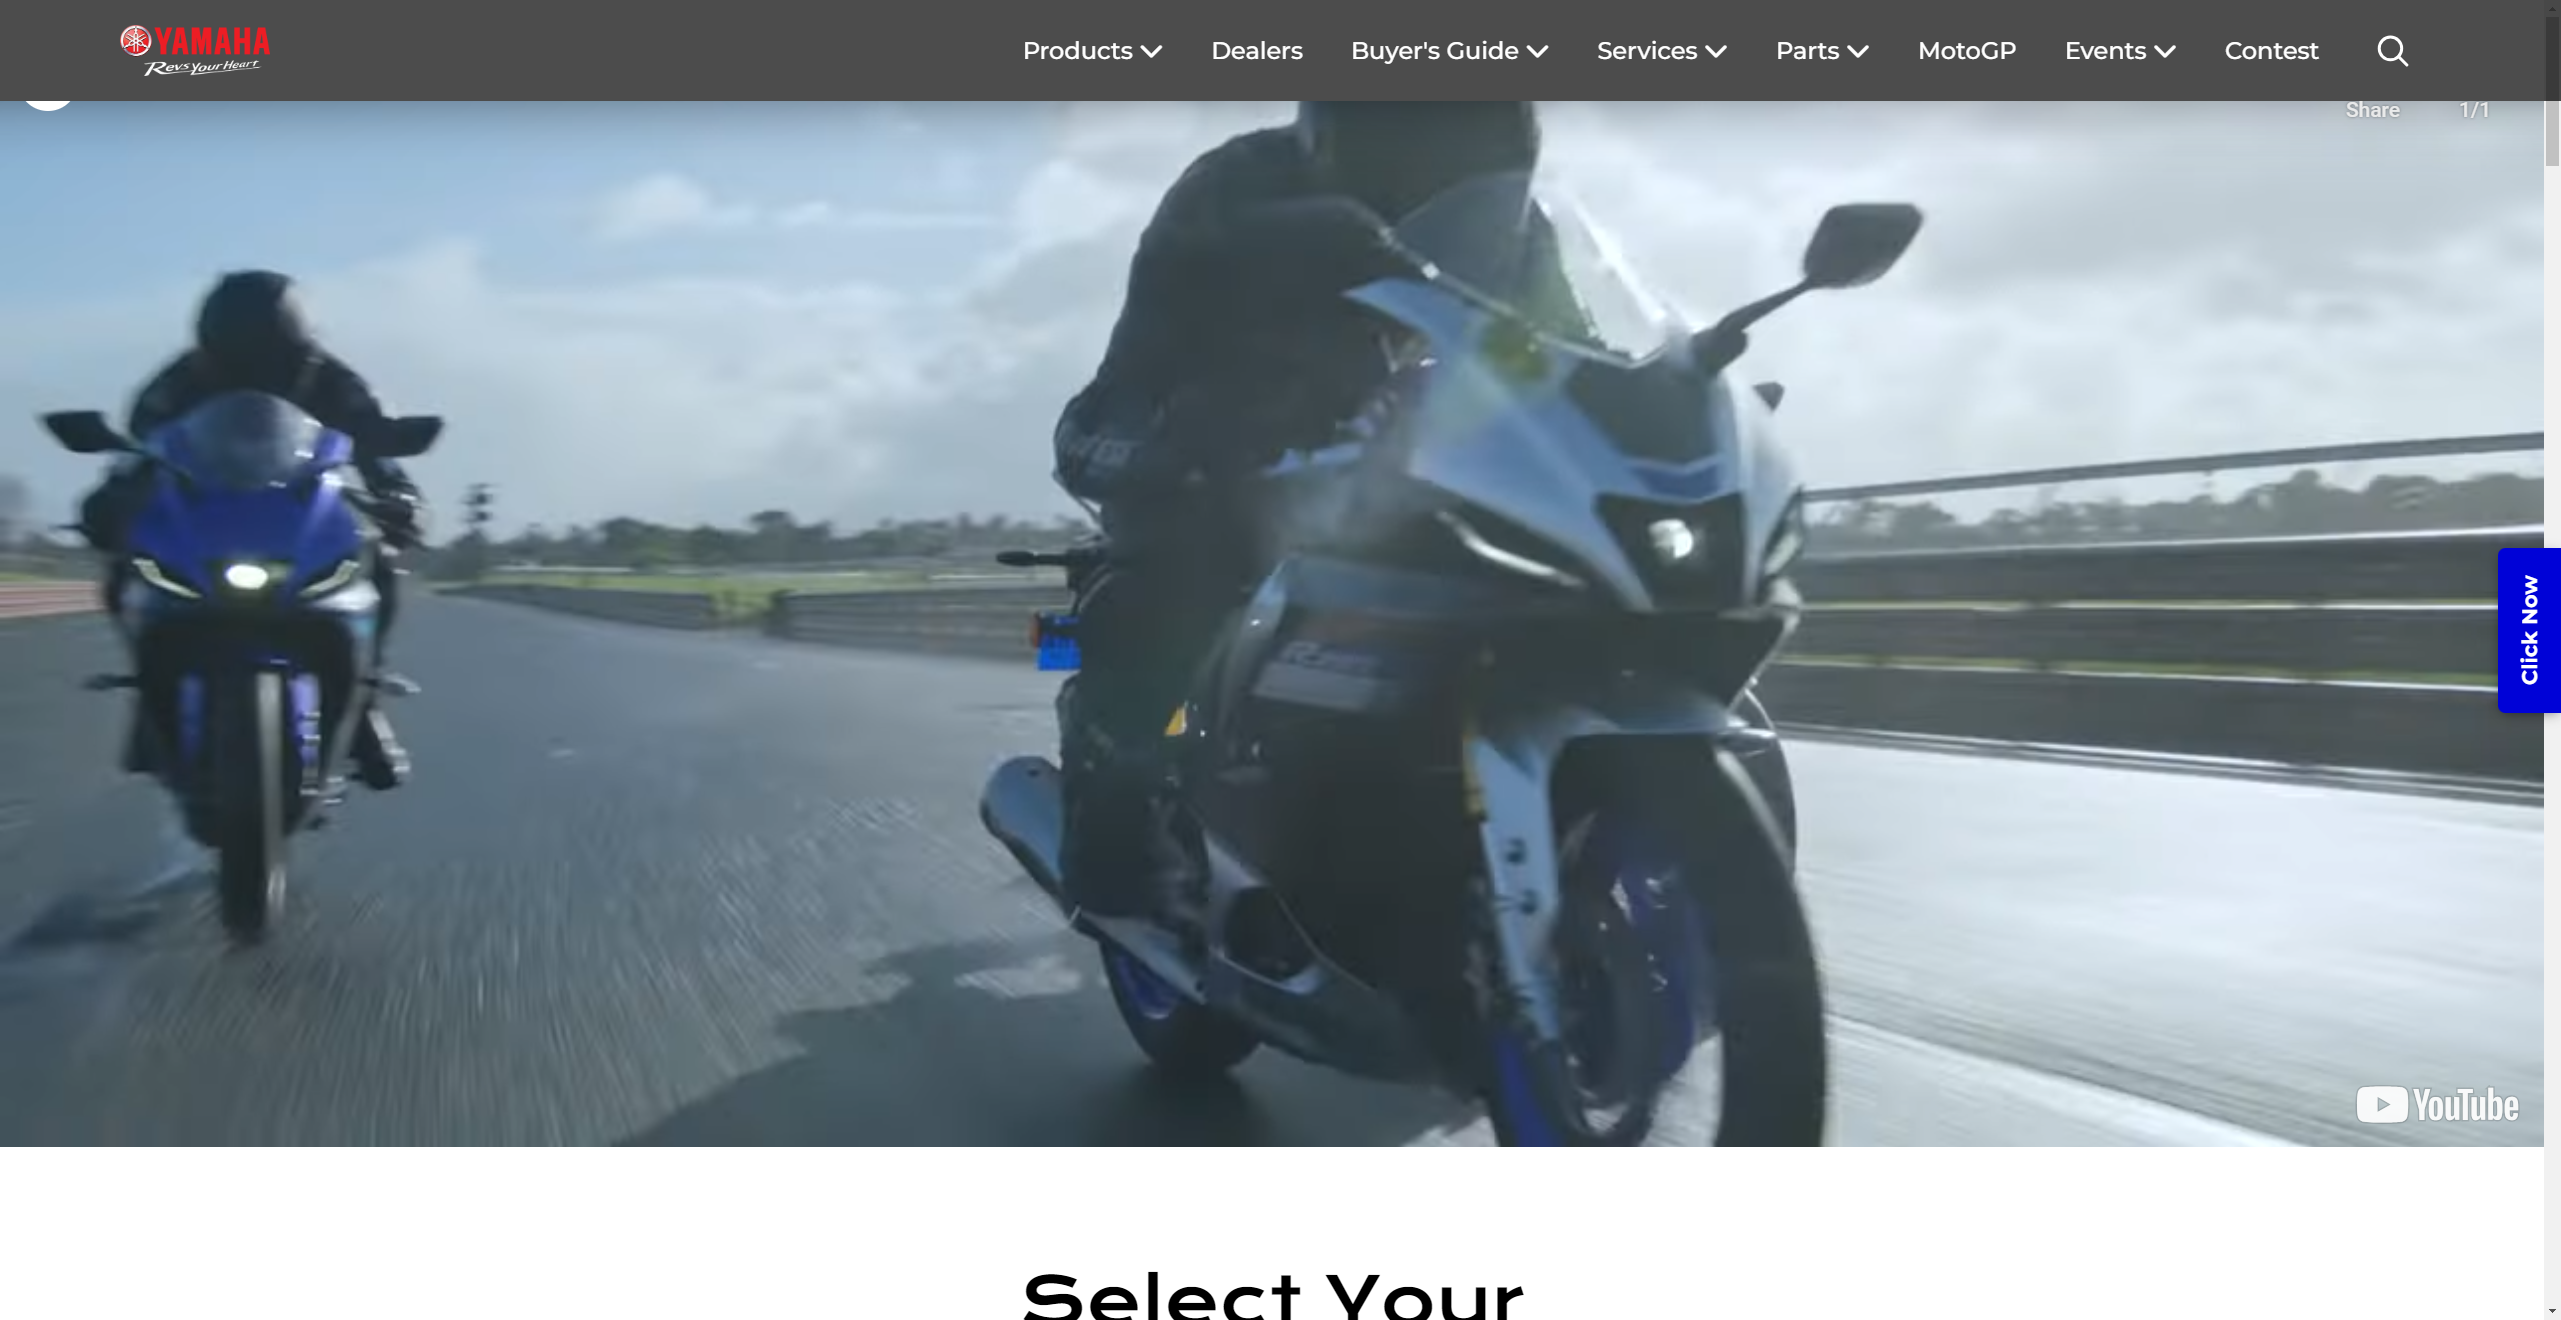 YAMAHA
Revs Your Heart
Products
Dealers
Buyer's Guide
Services
Parts
MotoGP
Events
Contest
Share
1/1
Click Now
YouTube
Select Your